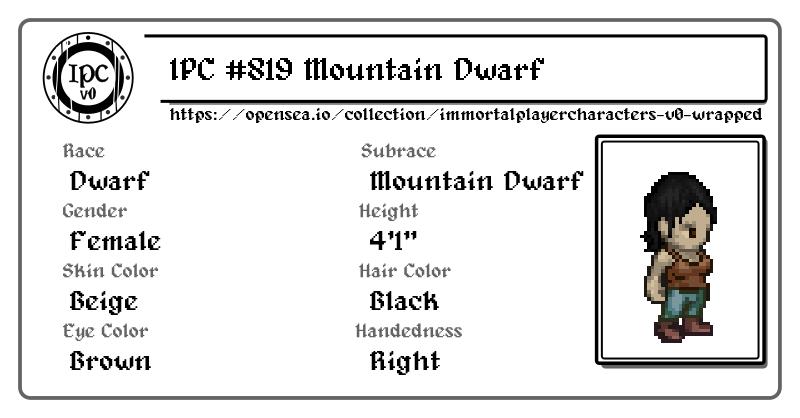 IPC
v0
IPC #819 Mountain Dwarf
https://opensea.io/collection/immortalplayercharacters-v0-wrapped
Race
Subrace
Dwarf
Mountain Dwarf
Gender
Height
Female
4'1"
Skin Color
Hair Color
Beige
Black
Eye Color
Handedness
Brown
Right